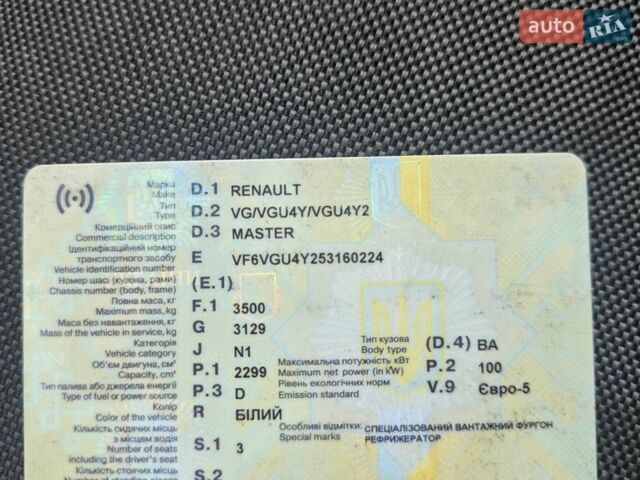 auto RIA
Марка
Make D.1 RENAULT
Тип
Type D.2 VG/VGU4Y/VGU4Y2
Комерційний опис
Commercial description D.3 MASTER
Ідентифікаційний номер
транспортного засобу
Vehicle identification number E VF6VGU4Y253160224
Номер шасі (кузова, рами)
Chassis number (body, frame) (E.1)
Повна маса, кг
Maximum mass, kg F.1 3500
Маса без навантаження, кг
Mass of the vehicle in service, kg G 3129
Категорія
Vehicle category J N1
Тип кузова
Body type (D.4) ВА
Об'єм двигуна, см³
Capacity, cm³ P.1 2299
Максимальна потужність кВт
Maximum net power (in kW) P.2 100
Тип палива або джерела енергії
Type of fuel or power source P.3 D
Рівень екологічних норм
Emission standard V.9 Євро-5
Колір
Color of the vehicle R БІЛИЙ
Особливі відмітки: СПЕЦІАЛІЗОВАНИЙ ВАНТАЖНИЙ ФУРГОН
Special marks РЕФРИЖЕРАТОР
Кількість сидячих місць
з місцем водія
Number of seats
including the driver's seat S.1 3
Кількість стоячих місць
Number of standing places S.2